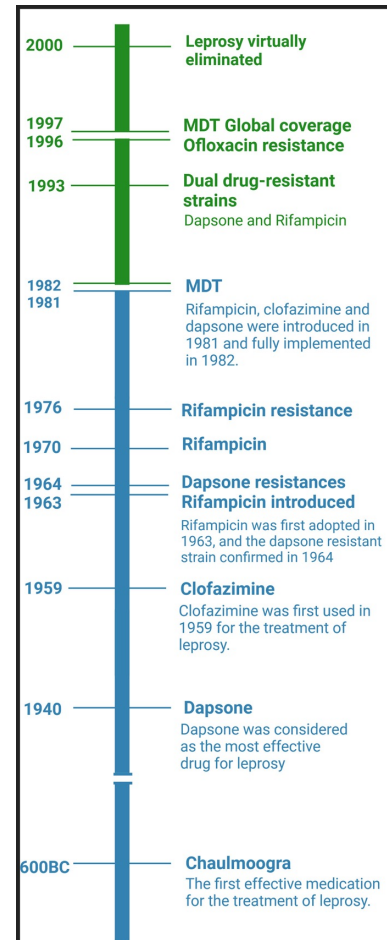 2000
Leprosy virtually
eliminated
1997
MDT Global coverage
1996
Ofloxacin resistance
1993
Dual drug-resistant
strains
Dapsone and Rifampicin
1982
MDT
1981
Rifampicin, clofazimine and
dapsone were introduced in
1981 and fully implemented
in 1982.
1976
Rifampicin resistance
1970
Rifampicin
1964
Dapsone resistances
1963
Rifampicin introduced
Rifampicin was first adopted in
1963, and the dapsone resistant
strain confirmed in 1964
1959
Clofazimine
Clofazimine was first used in
1959 for the treatment of
leprosy.
1940
Dapsone
Dapsone was considered
as the most effective
drug for leprosy
600BC
Chaulmoogra
The first effective medication
for the treatment of leprosy.